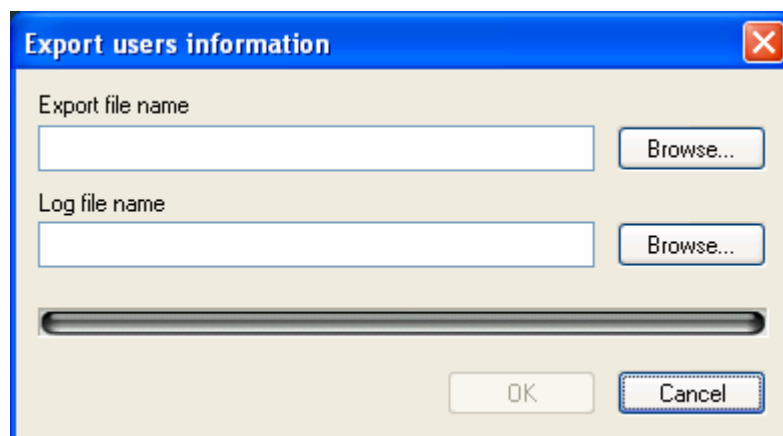 Export users information
Export file name
Browse...
Log file name
Browse...
OK
Cancel